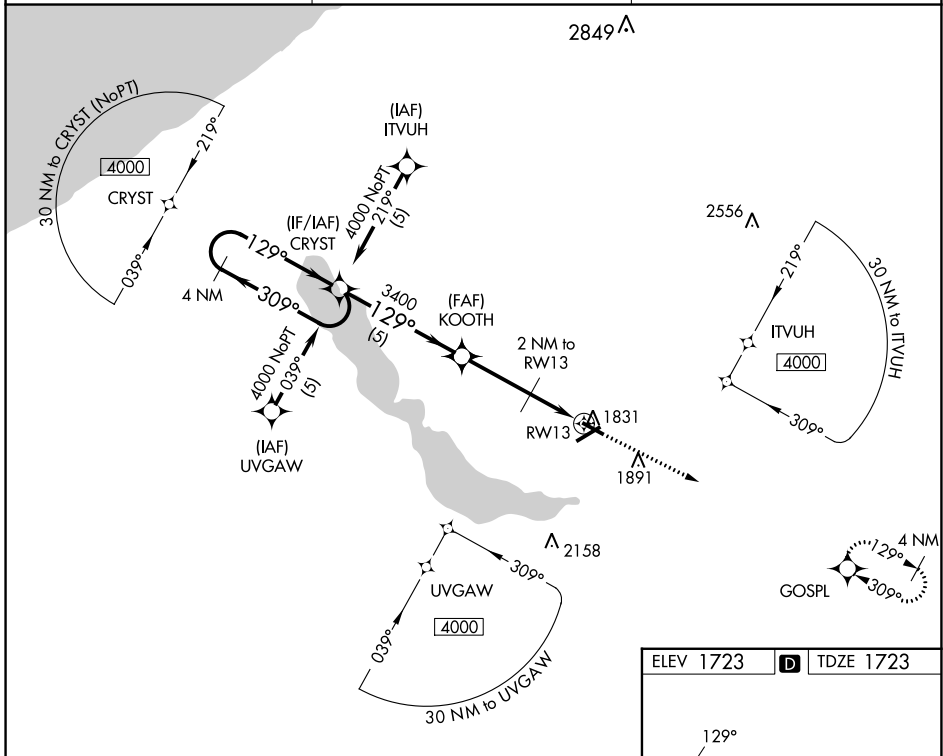 2849
30 NM to CRYST (NoPT)
219°
4000
CRYST
039°
(IAF)
ITVUH
4000 NoPT
219°
(5)
(IF/IAF)
CRYST
129°
4 NM
309°
3400
129°
(5)
(FAF)
KOOTH
2 NM to
RW13
4000 NoPT
039°
(5)
(IAF)
UVGAW
RW13
1831
1891
2556
219°
30 NM to ITVUH
ITVUH
4000
309°
2158
309°
UVGAW
4000
039°
30 NM to UVGAW
4 NM
129°
309°
GOSPL
ELEV 1723 D TDZE 1723
129°